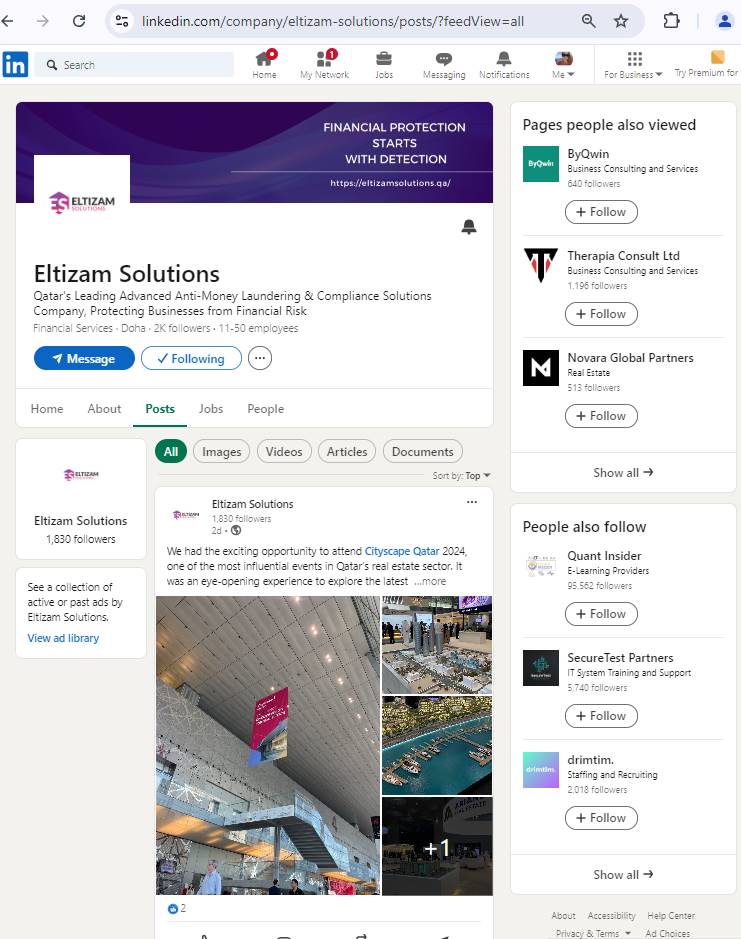 linkedin.com/company/eltizam-solutions/posts/?feedView=all
in
Search
Home
1
My Network
Jobs
Messaging
Notifications
Me
For Business
Try Premium for
FINANCIAL PROTECTION
STARTS
WITH DETECTION
https://eltizamsolutions.qa/
ELTIZAM
SOLUTIONS
Eltizam Solutions
Qatar's Leading Advanced Anti-Money Laundering & Compliance Solutions
Company, Protecting Businesses from Financial Risk
Financial Services · Doha · 2K followers · 11-50 employees
Message
Following
Home
About
Posts
Jobs
People
ELTIZAM
Eltizam Solutions
1,830 followers
See a collection of
active or past ads by
Eltizam Solutions.
View ad library
All
Images
Videos
Articles
Documents
Sort by: Top
ELTIZAM
Eltizam Solutions
1,830 followers
2d •
We had the exciting opportunity to attend Cityscape Qatar 2024,
one of the most influential events in Qatar's real estate sector. It
was an eye-opening experience to explore the latest ...more
+1
2
Pages people also viewed
ByQwin
ByQwin
Business Consulting and Services
640 followers
+ Follow
Therapia Consult Ltd
Business Consulting and Services
1,196 followers
+ Follow
Novara Global Partners
Real Estate
513 followers
+ Follow
Show all →
People also follow
Quant Insider
E-Learning Providers
95,562 followers
+ Follow
SecureTest Partners
IT System Training and Support
5,740 followers
+ Follow
drimtim.
drimtim.
Staffing and Recruiting
2,018 followers
+ Follow
Show all →
About
Accessibility
Help Center
Privacy & Terms
Ad Choices